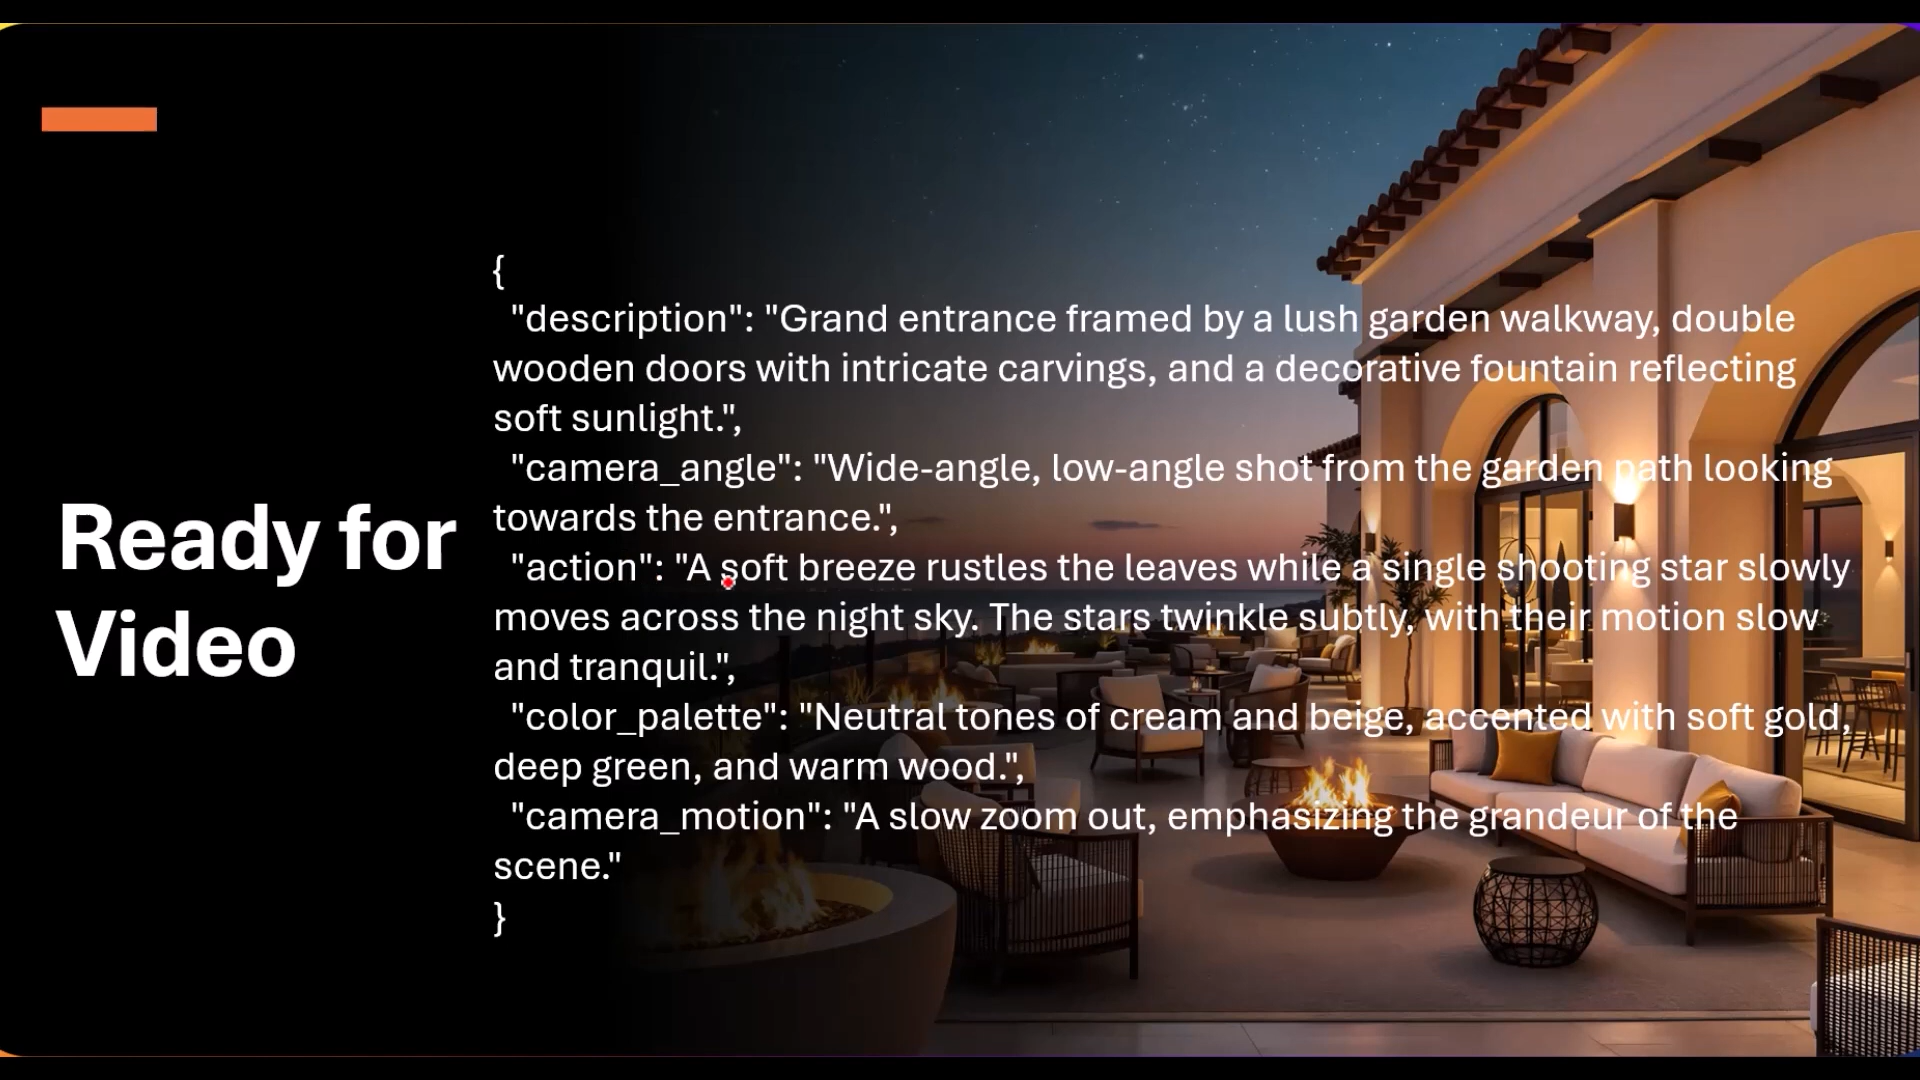 Ready for
Video
{
"description": "Grand entrance framed by a lush garden walkway, double
wooden doors with intricate carvings, and a decorative fountain reflecting
soft sunlight.",
"camera_angle": "Wide-angle, low-angle shot from the garden path looking
towards the entrance.",
"action": "A soft breeze rustles the leaves while a single shooting star slowly
moves across the night sky. The stars twinkle subtly, with their motion slow
and tranquil.",
"color_palette": "Neutral tones of cream and beige, accented with soft gold,
deep green, and warm wood.",
"camera_motion": "A slow zoom out, emphasizing the grandeur of the
scene."
}